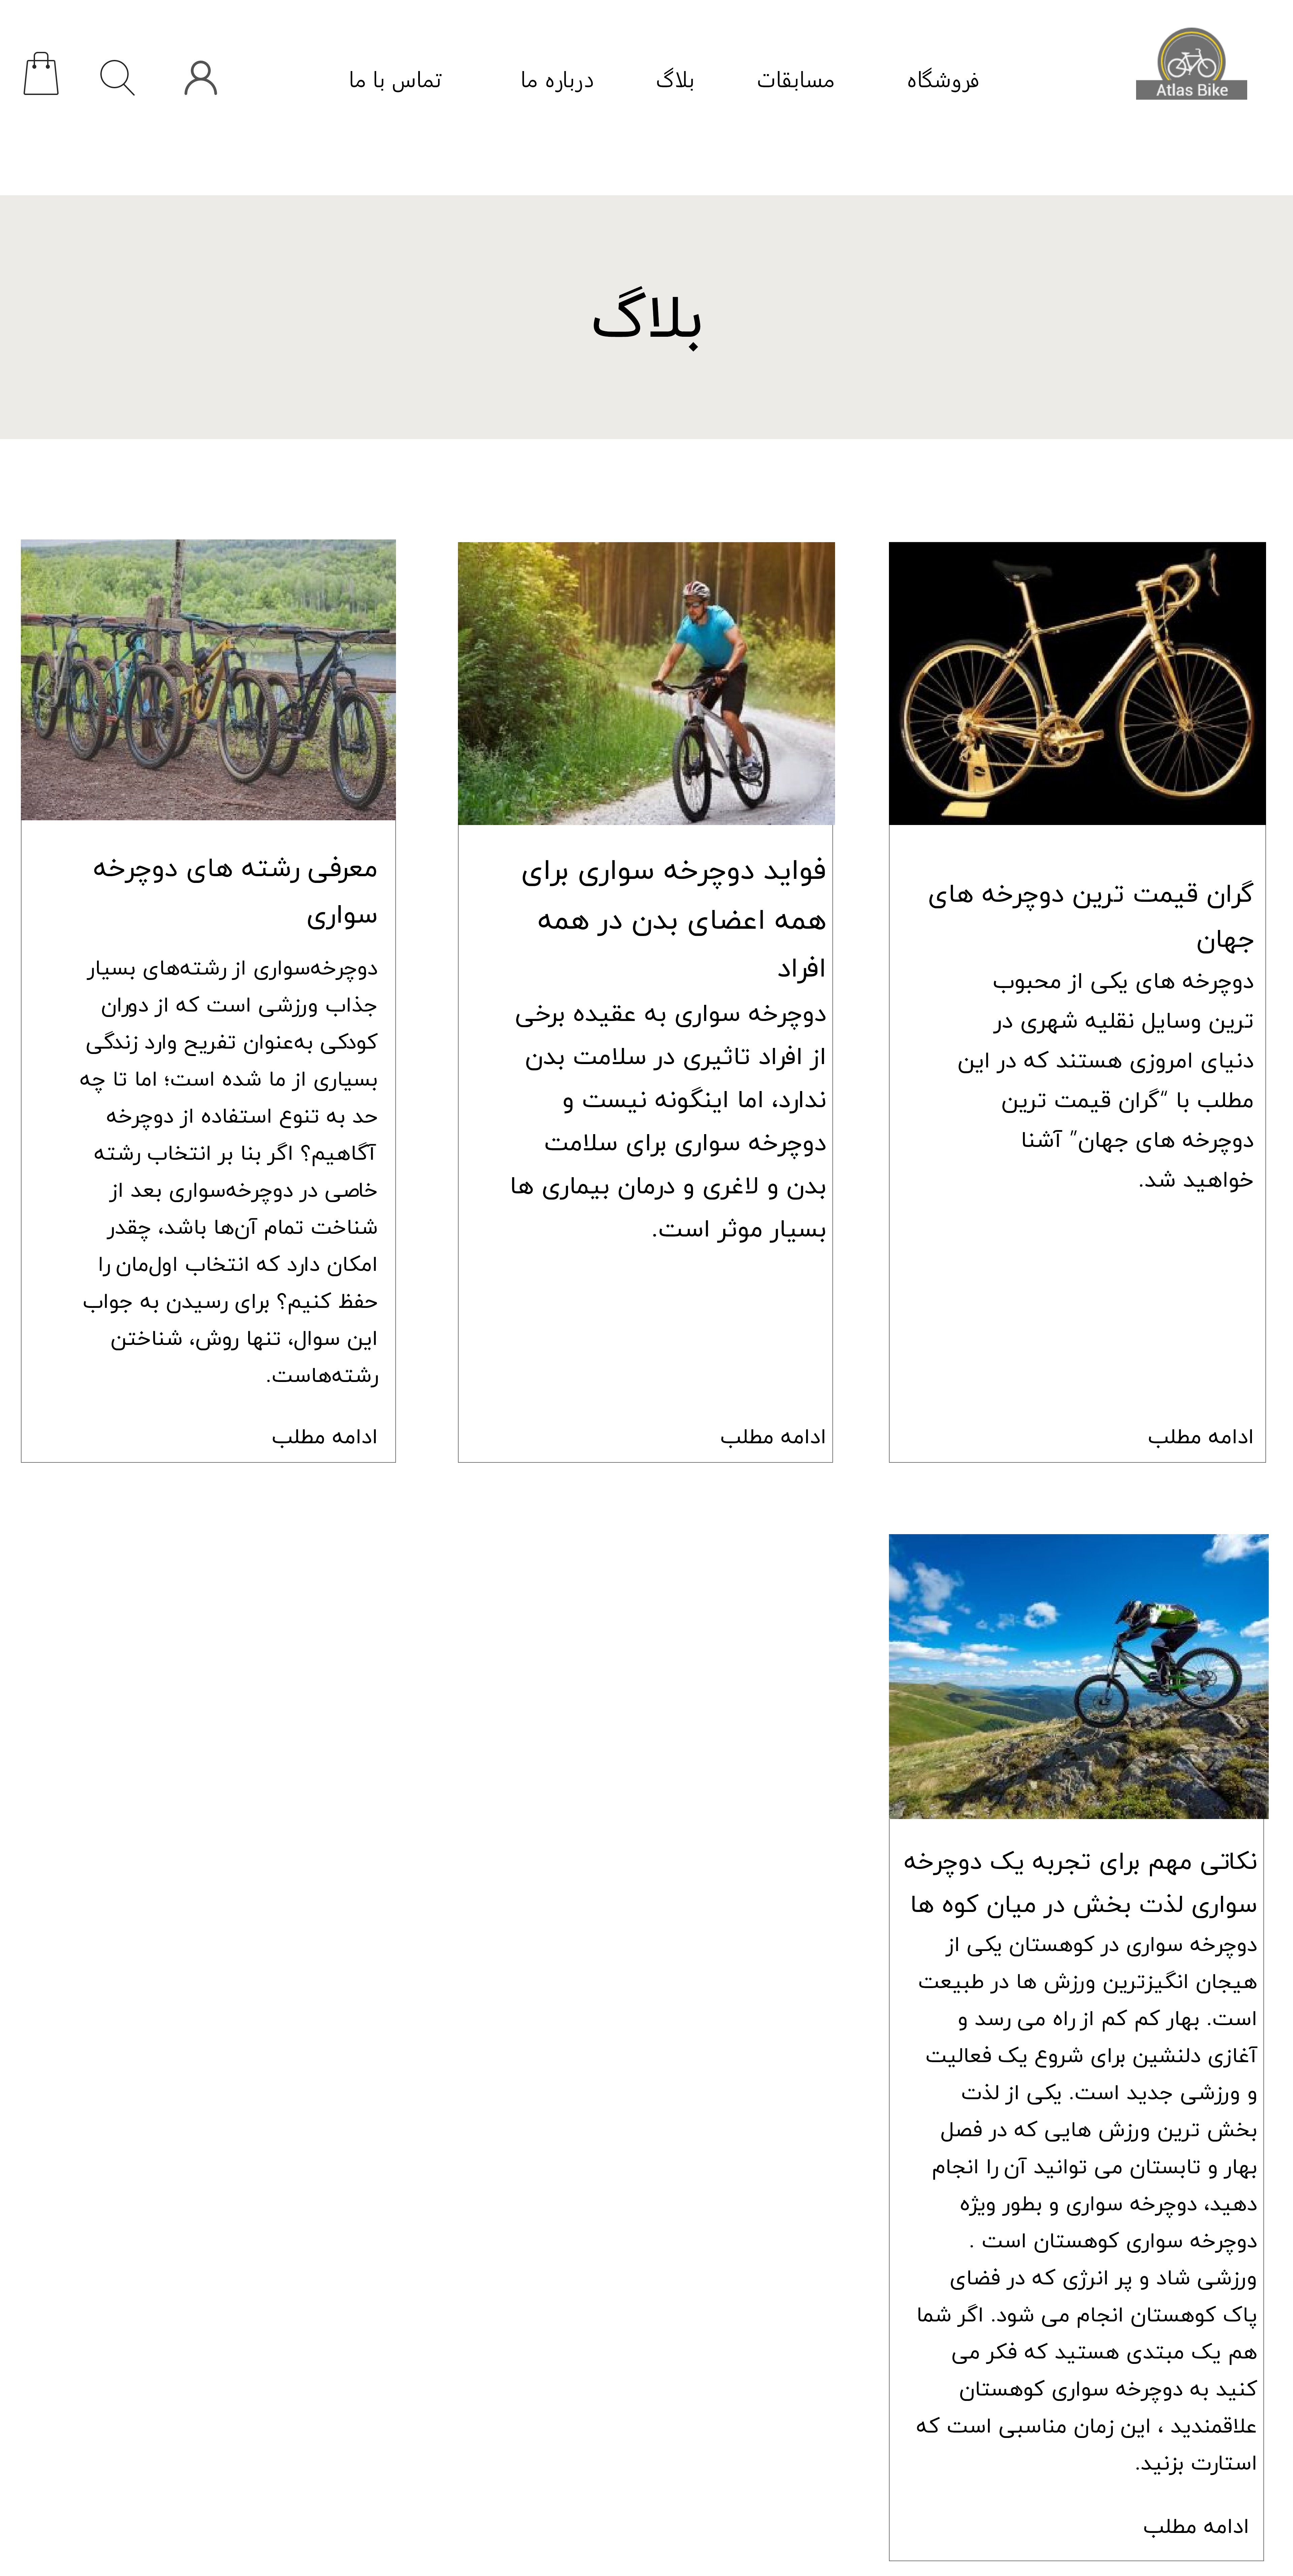 Atlas Bike
فروشگاه
مسابقات
بلاگ
درباره ما
تماس با ما
بلاگ
گران قیمت ترین دوچرخه های
جهان
دوچرخه های یکی از محبوب
ترین وسایل نقلیه شهری در
دنیای امروزی هستند که در این
مطلب با "گران قیمت ترین
دوچرخه های جهان" آشنا
خواهید شد.
ادامه مطلب
فواید دوچرخه سواری برای
همه اعضای بدن در همه
افراد
دوچرخه سواری به عقیده برخی
از افراد تاثیری در سلامت بدن
ندارد، اما اینگونه نیست و
دوچرخه سواری برای سلامت
بدن و لاغری و درمان بیماری ها
بسیار موثر است.
ادامه مطلب
معرفی رشته های دوچرخه
سواری
دوچرخه‌سواری از رشته‌های بسیار
جذاب ورزشی است که از دوران
کودکی به‌عنوان تفریح وارد زندگی
بسیاری از ما شده است؛ اما تا چه
حد به تنوع استفاده از دوچرخه
آگاهیم؟ اگر بنا بر انتخاب رشته
خاصی در دوچرخه‌سواری بعد از
شناخت تمام آن‌ها باشد، چقدر
امکان دارد که انتخاب اول‌مان را
حفظ کنیم؟ برای رسیدن به جواب
این سوال، تنها روش، شناختن
رشته‌هاست.
ادامه مطلب
نکاتی مهم برای تجربه یک دوچرخه
سواری لذت بخش در میان کوه ها
دوچرخه سواری در کوهستان یکی از
هیجان انگیزترین ورزش ها در طبیعت
است. بهار کم کم از راه می رسد و
آغازی دلنشین برای شروع یک فعالیت
و ورزشی جدید است. یکی از لذت
بخش ترین ورزش هایی که در فصل
بهار و تابستان می توانید آن را انجام
دهید، دوچرخه سواری و بطور ویژه
دوچرخه سواری کوهستان است .
ورزشی شاد و پر انرژی که در فضای
پاک کوهستان انجام می شود. اگر شما
هم یک مبتدی هستید که فکر می
کنید به دوچرخه سواری کوهستان
علاقمندید ، این زمان مناسبی است که
استارت بزنید.
ادامه مطلب